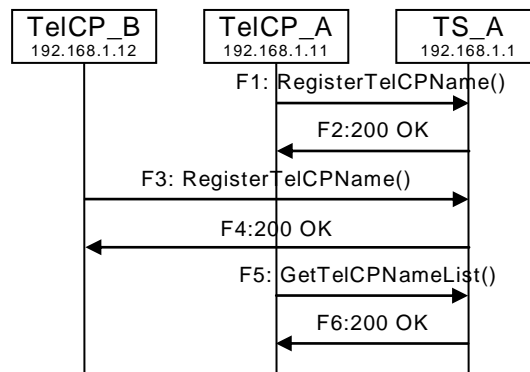 TelCP_B
192.168.1.12
TelCP_A
192.168.1.11
TS_A
192.168.1.1
F1: RegisterTelCPName()
F2:200 OK
F3: RegisterTelCPName()
F4:200 OK
F5: GetTelCPNameList()
F6:200 OK